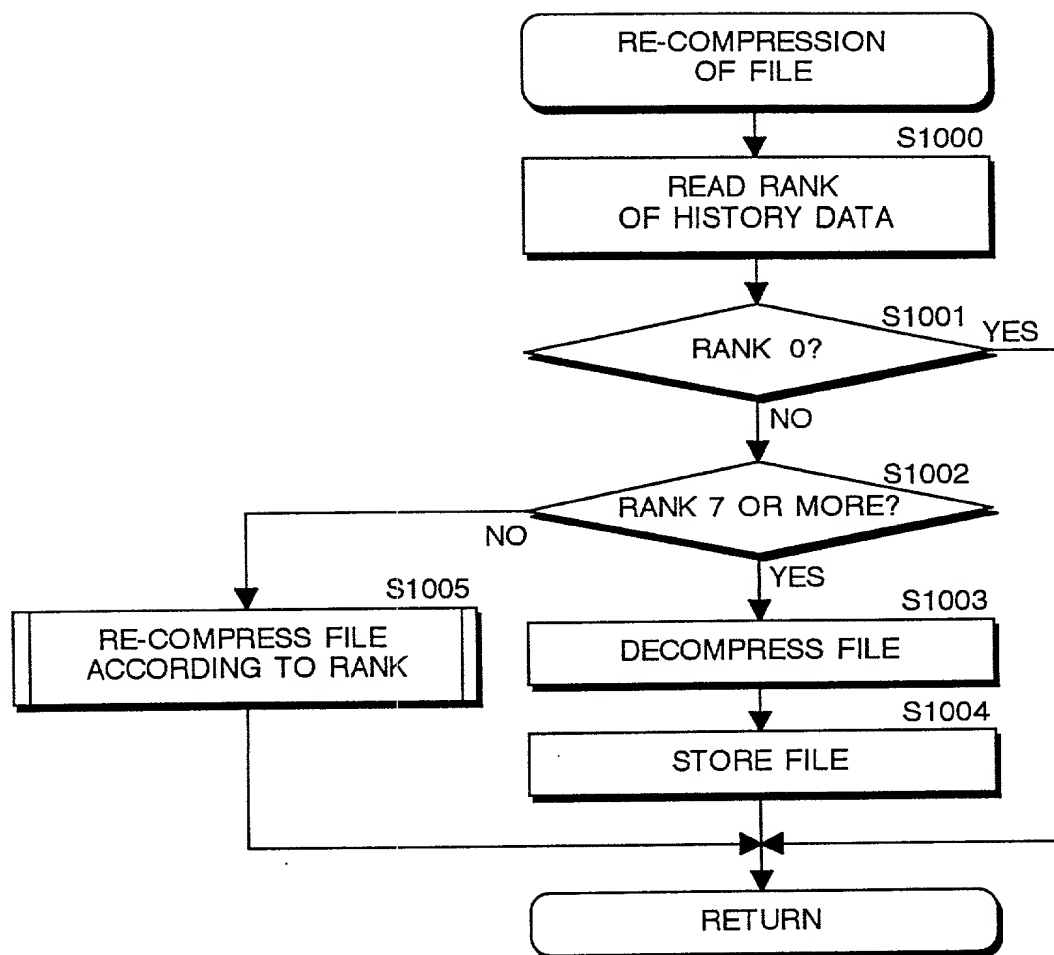 RE-COMPRESSION
OF FILE
S1000
READ RANK
OF HISTORY DATA
S1001
YES
RANK 0?
NO
S1002
RANK 7 OR MORE?
NO
YES
S1005
RE-COMPRESS FILE
ACCORDING TO RANK
S1003
DECOMPRESS FILE
S1004
STORE FILE
RETURN